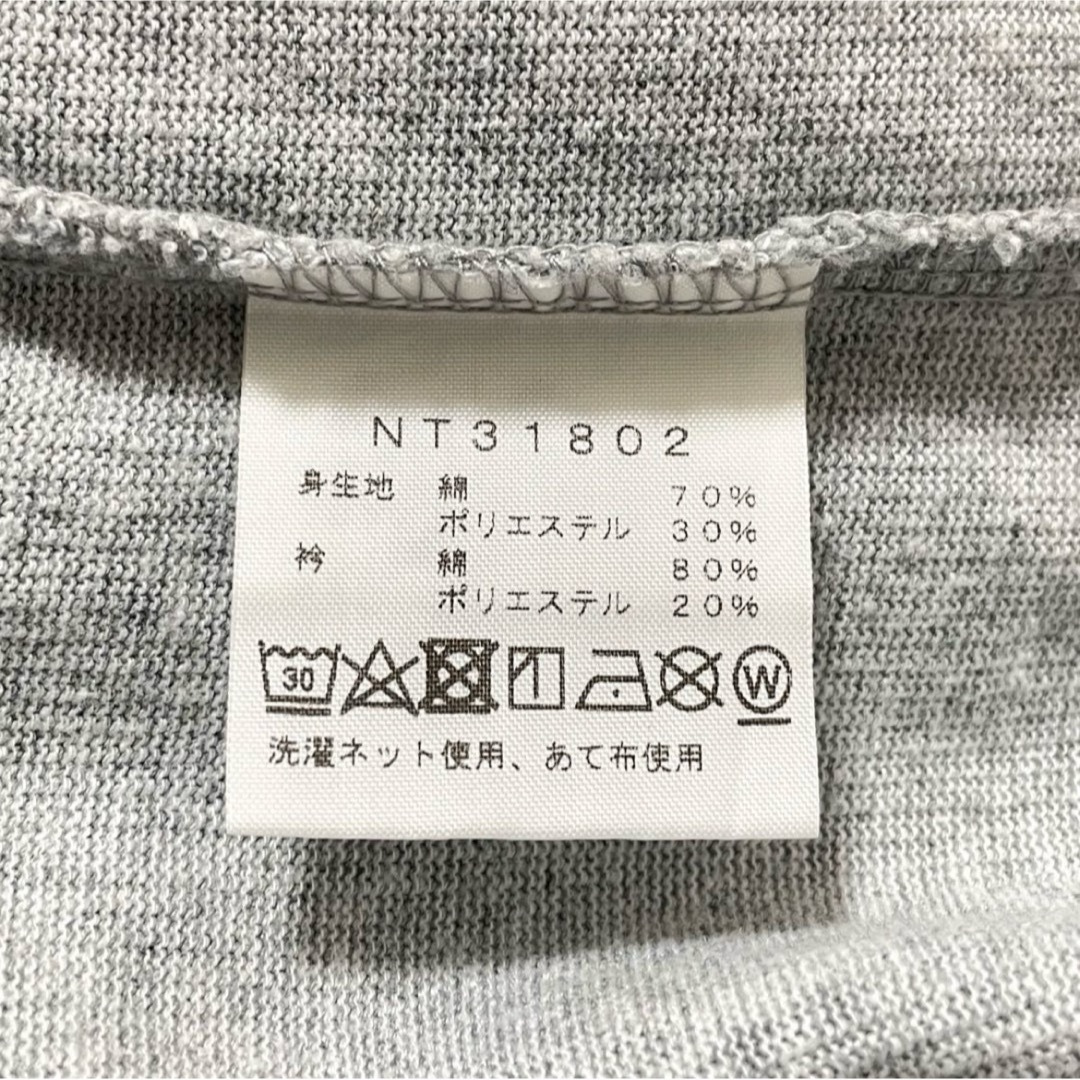 NT31802
身生地 綿 70%
ポリエステル 30%
衿 綿 80%
ポリエステル 20%
30 W
洗濯ネット使用、あて布使用